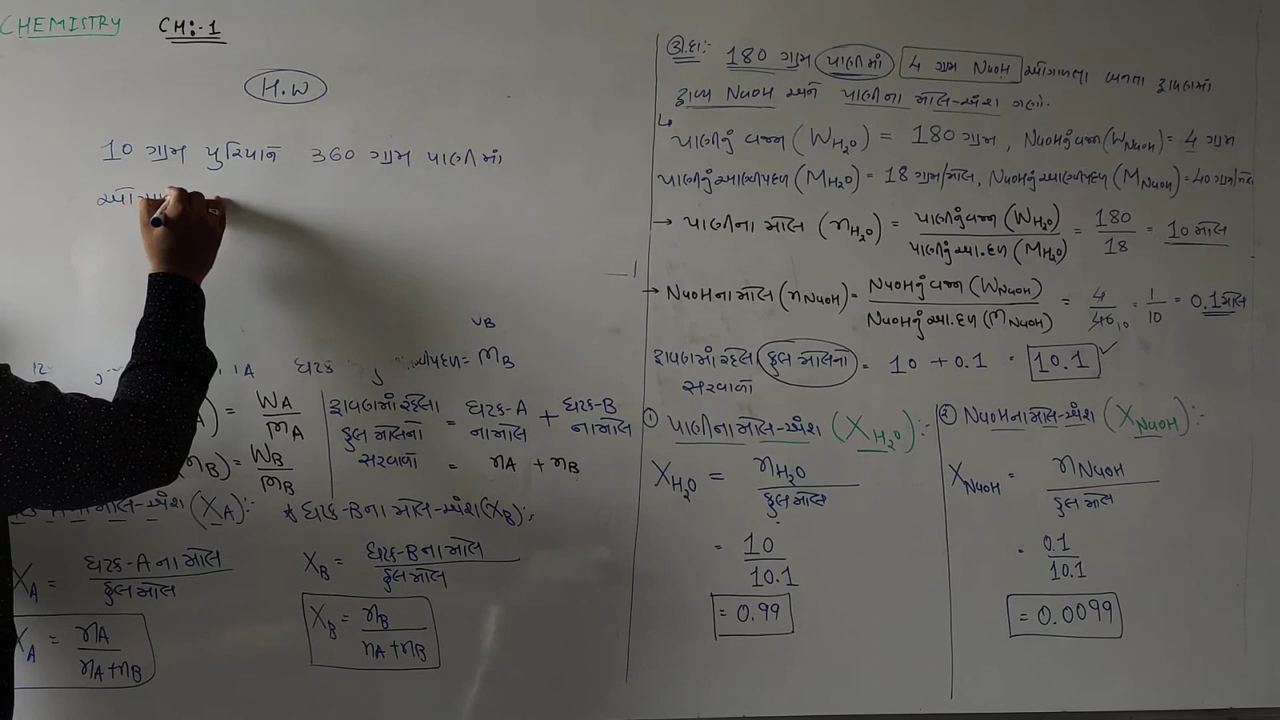 CHEMISTRY CH:-1
H.W
10 ગ્રામ યુરિયાને 360 ગ્રામ પાણીમાં
WA
mA
WB
mB
દ્રાવણમાં રહેલા કુલ મોલનો સરવાળો
= ઘટક-A ના મોલ + ઘટક-B ના મોલ
= nA + nB
મોલ-અંશ (XA):-
* ઘટક-B ના મોલ-અંશ (XB):-
XA = ઘટક-A ના મોલ / કુલ મોલ
XA = nA / nA+nB
XB = ઘટક-B ના મોલ / કુલ મોલ
XB = nB / nA+nB
180 ગ્રામ પાણીમાં 4 ગ્રામ NaOH ઓગાળતા બનતા દ્રાવણમાં
દ્રાવ્ય NaOH અને પાણીના મોલ-અંશ ગણો.
પાણીનું વજન (WH₂O) = 180 ગ્રામ, NaOH નું વજન (WNaOH) = 4 ગ્રામ
પાણીનું આણ્વીયદળ (MH₂O) = 18 ગ્રામ/મોલ, NaOH નું આણ્વીયદળ (MNaOH) = 40 ગ્રામ/મોલ
→ પાણીના મોલ (nH₂O) = પાણીનું વજન (WH₂O) / પાણીનું આ.દળ (MH₂O) = 180 / 18 = 10 મોલ
→ NaOH ના મોલ (nNaOH) = NaOH નું વજન (WNaOH) / NaOH નું આ.દળ (mNaOH) = 4 / 40 10 = 1 / 10 = 0.1 મોલ
દ્રાવણમાં રહેલ કુલ મોલના = 10 + 0.1 = 10.1 ✓
સરવાળો
① પાણીના મોલ-અંશ (XH₂O):-
XH₂O = nH₂O / કુલ મોલ
= 10 / 10.1
= 0.99
② NaOH ના મોલ-અંશ (XNaOH):-
XNaOH = nNaOH / કુલ મોલ
= 0.1 / 10.1
= 0.0099